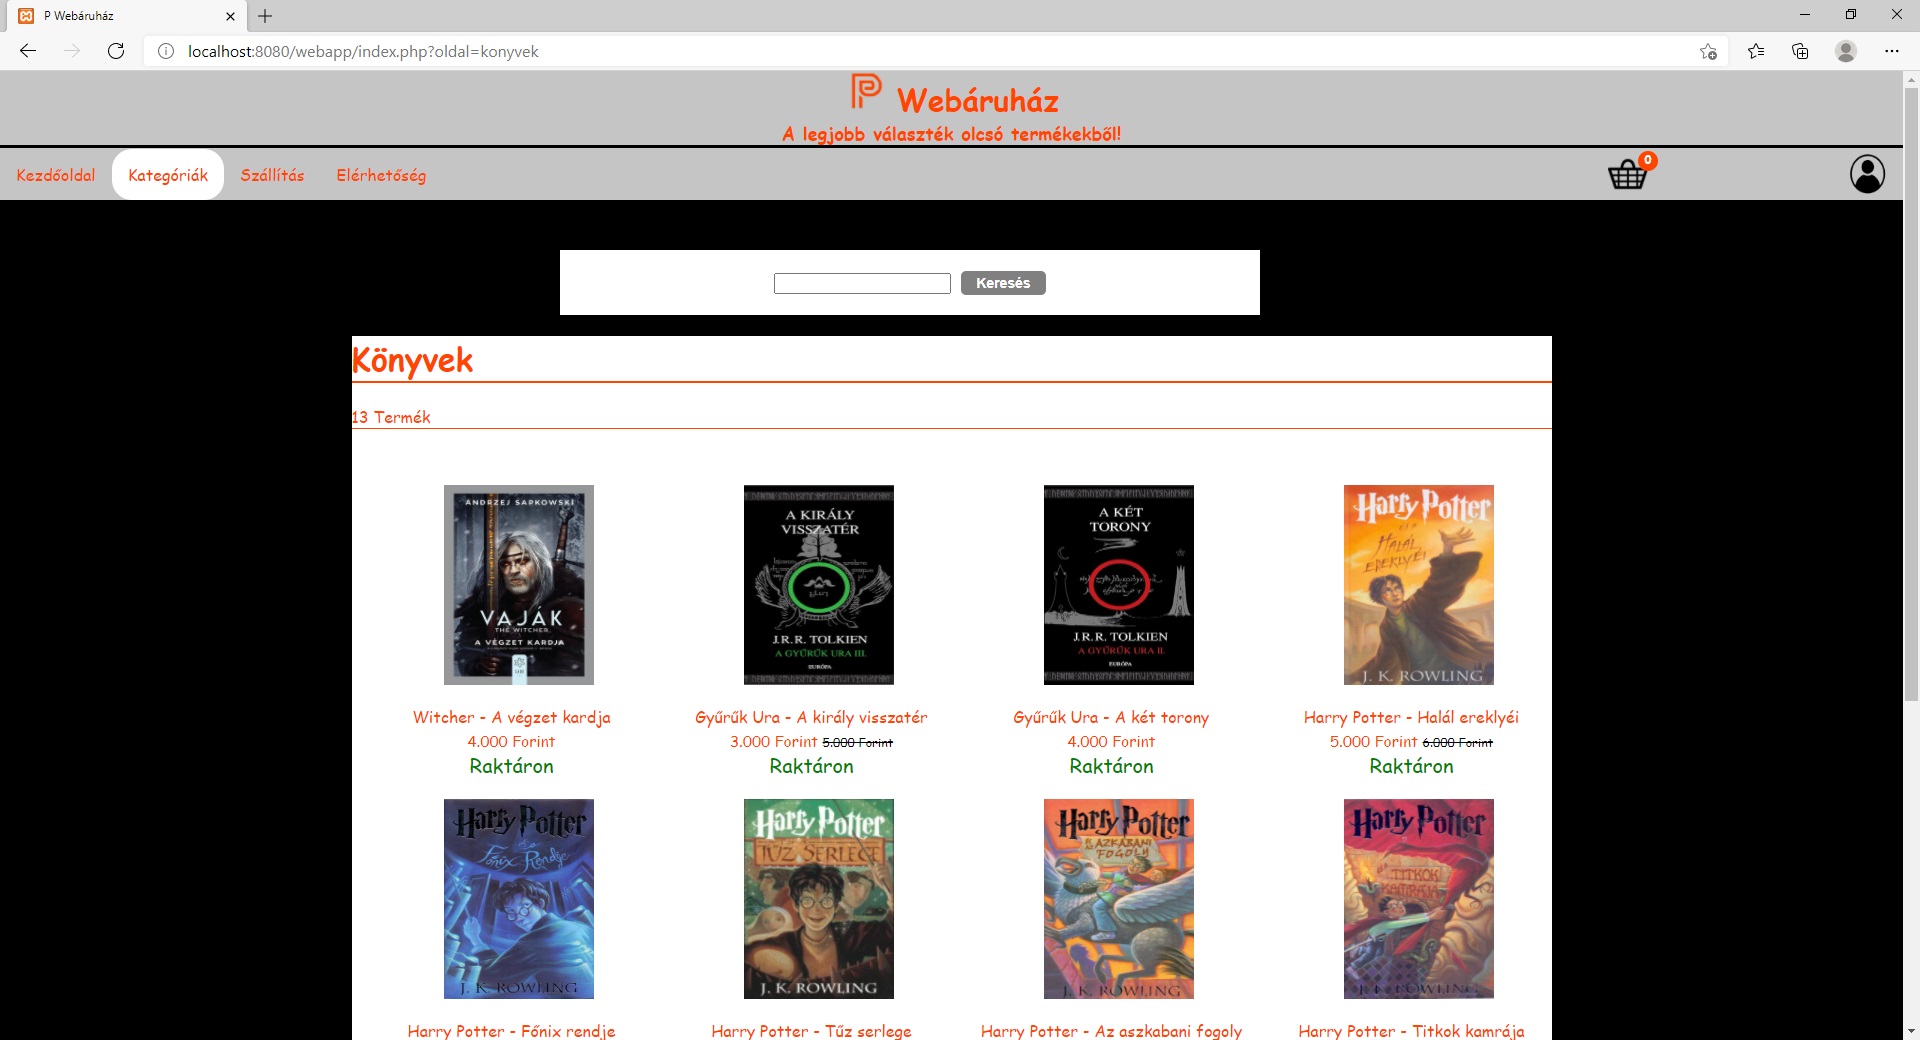 P Webáruház
localhost:8080/webapp/index.php?oldal=konyvek
P Webáruház
A legjobb választék olcsó termékekből!
Kezdőoldal Kategóriák Szállítás Elérhetőség 0
Keresés
Könyvek
13 Termék
ANDRZEJ SAPKOWSKI
VAJÁK
THE WITCHER
A VÉGZET KARDJA
A KIRÁLY
VISSZATÉR
J.R.R. TOLKIEN
A GYŰRŰK URA III.
EURÓPA
A KÉT
TORONY
J.R.R. TOLKIEN
A GYŰRŰK URA II.
EURÓPA
Harry Potter
és a
HALÁL
EREKLYÉI
J. K. ROWLING
Witcher - A végzet kardja
4.000 Forint
Raktáron
Gyűrűk Ura - A király visszatér
3.000 Forint 5.000 Forint
Raktáron
Gyűrűk Ura - A két torony
4.000 Forint
Raktáron
Harry Potter - Halál ereklyéi
5.000 Forint 6.000 Forint
Raktáron
Harry Potter
Főnix Rendje
J. K. ROWLING
Harry Potter
TŰZ SERLEGE
J. K. ROWLING
Harry Potter
AZKABANI
FOGOLY
J. K. ROWLING
Harry Potter
TITKOK
KAMRÁJA
J. K. ROWLING
Harry Potter - Főnix rendje
Harry Potter - Tűz serlege
Harry Potter - Az aszkabani fogoly
Harry Potter - Titkok kamrája